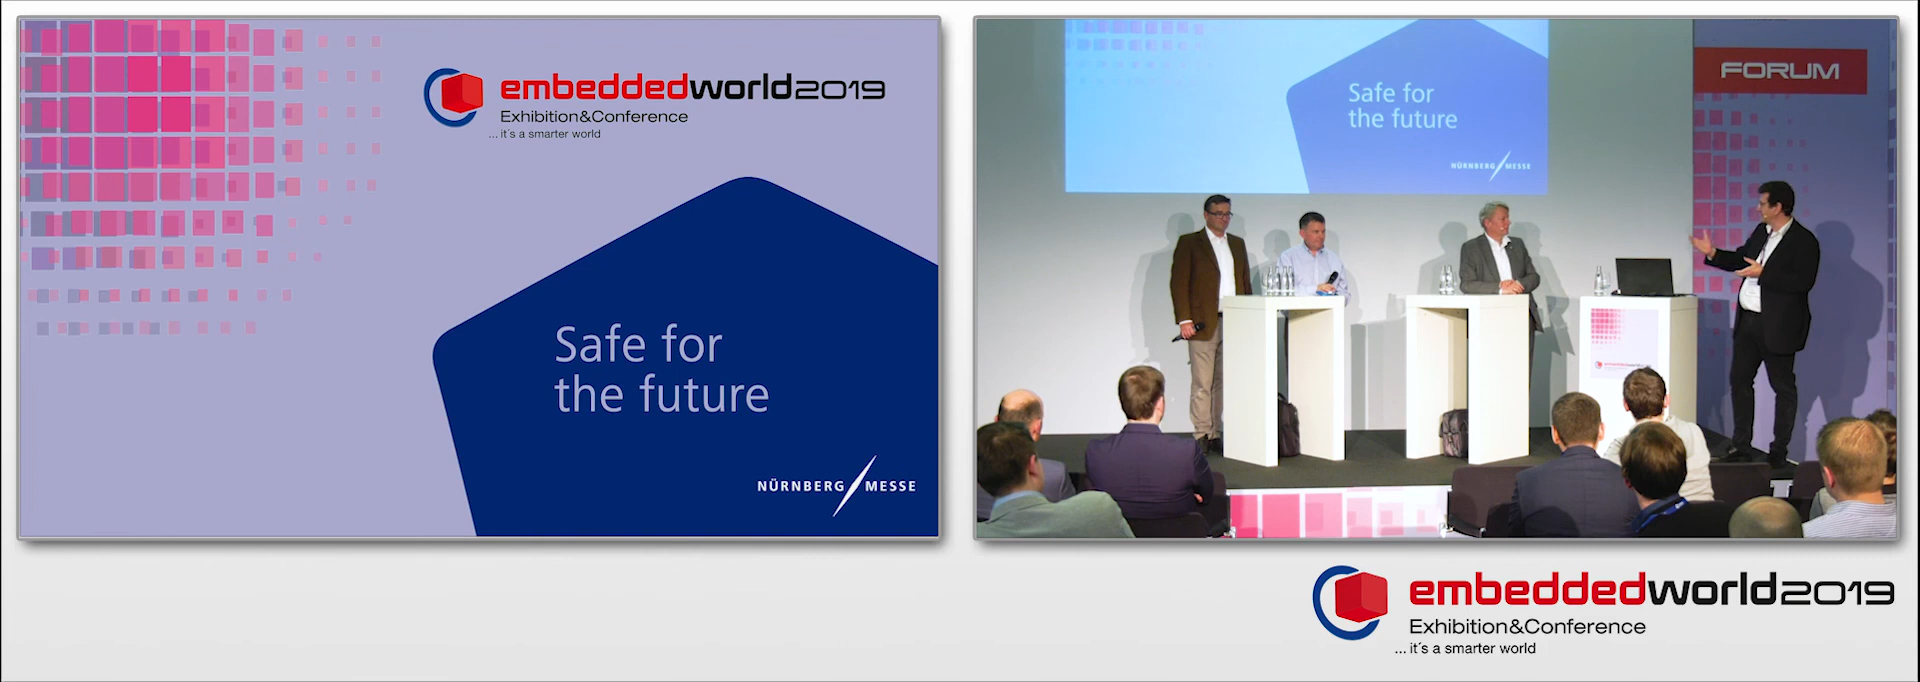 embeddedworld2019
Exhibition&Conference
... it´s a smarter world
Safe for
the future
NÜRNBERG MESSE
Safe for
the future
NÜRNBERG MESSE
FORUM
embeddedworld2019
Exhibition&Conference
... it´s a smarter world